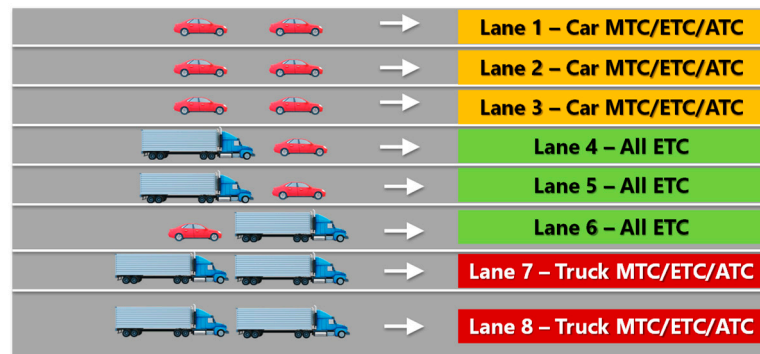 Lane 1 – Car MTC/ETC/ATC
Lane 2 – Car MTC/ETC/ATC
Lane 3 – Car MTC/ETC/ATC
Lane 4 – All ETC
Lane 5 – All ETC
Lane 6 – All ETC
Lane 7 – Truck MTC/ETC/ATC
Lane 8 – Truck MTC/ETC/ATC